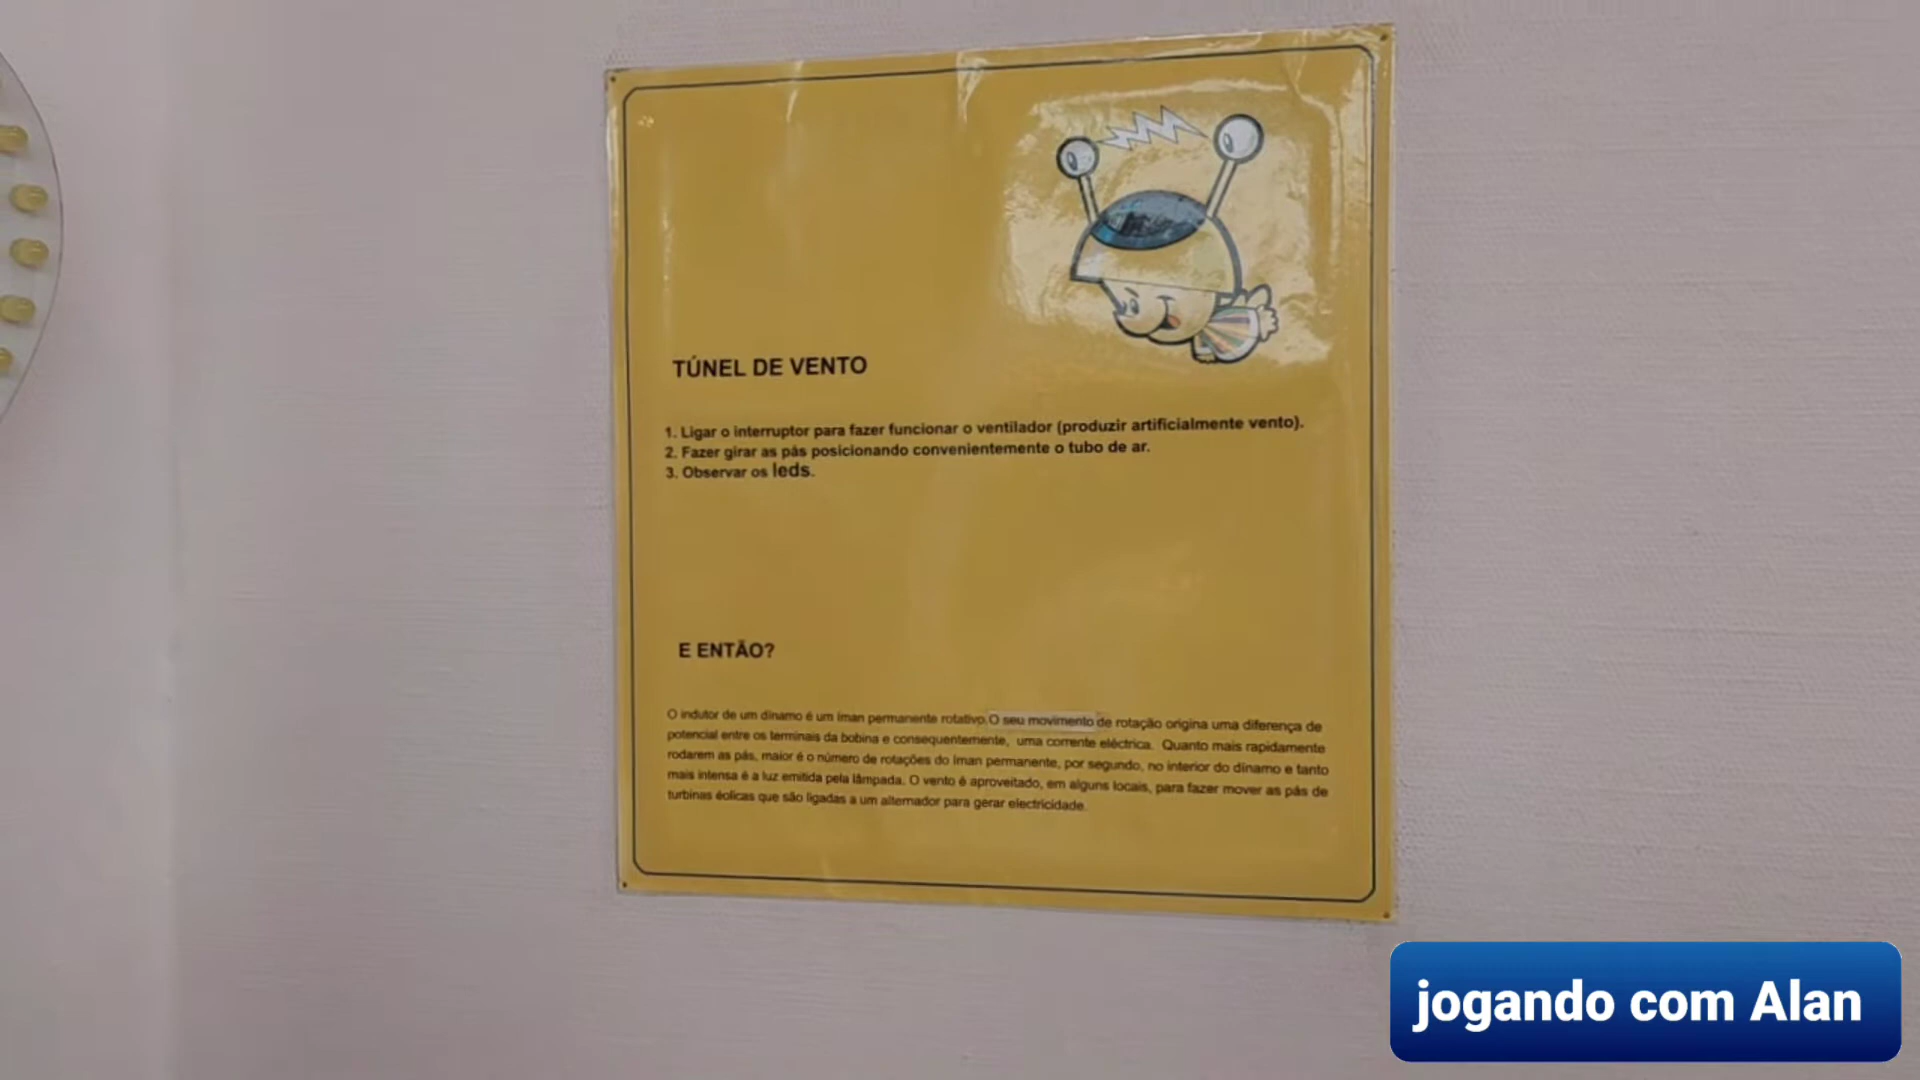 TÚNEL DE VENTO
1. Ligar o interruptor para fazer funcionar o ventilador (produzir artificialmente vento).
2. Fazer girar as pás posicionando convenientemente o tubo de ar.
3. Observar os leds.
E ENTÃO?
O indutor de um dínamo é um íman permanente rotativo.O seu movimento de rotação origina uma diferença de
potencial entre os terminais da bobina e consequentemente, uma corrente eléctrica. Quanto mais rapidamente
rodarem as pás, maior é o número de rotações do íman permanente, por segundo, no interior do dínamo e tanto
mais intensa é a luz emitida pela lâmpada. O vento é aproveitado, em alguns locais, para fazer mover as pás de
turbinas éolicas que são ligadas a um alternador para gerar electricidade.
jogando com Alan